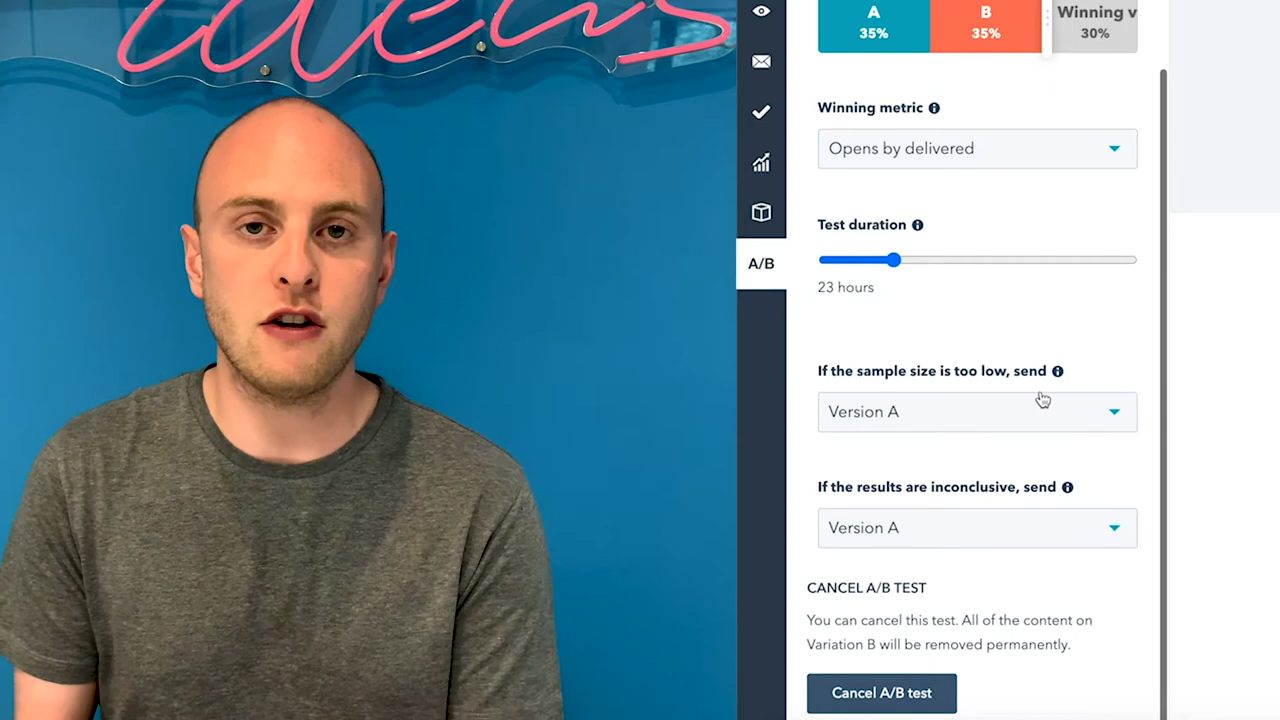 A
35%
B
35%
Winning v
30%
Winning metric
Opens by delivered
Test duration
A/B
23 hours
If the sample size is too low, send
Version A
If the results are inconclusive, send
Version A
CANCEL A/B TEST
You can cancel this test. All of the content on
Variation B will be removed permanently.
Cancel A/B test